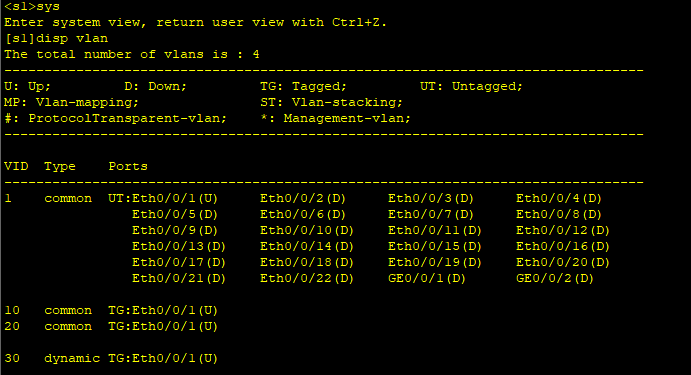 <s1>sys
Enter system view, return user view with Ctrl+Z.
[s1]disp vlan
The total number of vlans is : 4
--------------------------------------------------------------------------------
U: Up;         D: Down;         TG: Tagged;         UT: Untagged;
MP: Vlan-mapping;               ST: Vlan-stacking;
#: ProtocolTransparent-vlan;    *: Management-vlan;
--------------------------------------------------------------------------------
VID  Type    Ports
--------------------------------------------------------------------------------
1    common  UT:Eth0/0/1(U)     Eth0/0/2(D)     Eth0/0/3(D)     Eth0/0/4(D)
                Eth0/0/5(D)     Eth0/0/6(D)     Eth0/0/7(D)     Eth0/0/8(D)
                Eth0/0/9(D)     Eth0/0/10(D)    Eth0/0/11(D)    Eth0/0/12(D)
                Eth0/0/13(D)    Eth0/0/14(D)    Eth0/0/15(D)    Eth0/0/16(D)
                Eth0/0/17(D)    Eth0/0/18(D)    Eth0/0/19(D)    Eth0/0/20(D)
                Eth0/0/21(D)    Eth0/0/22(D)    GE0/0/1(D)      GE0/0/2(D)
10   common  TG:Eth0/0/1(U)
20   common  TG:Eth0/0/1(U)
30   dynamic TG:Eth0/0/1(U)